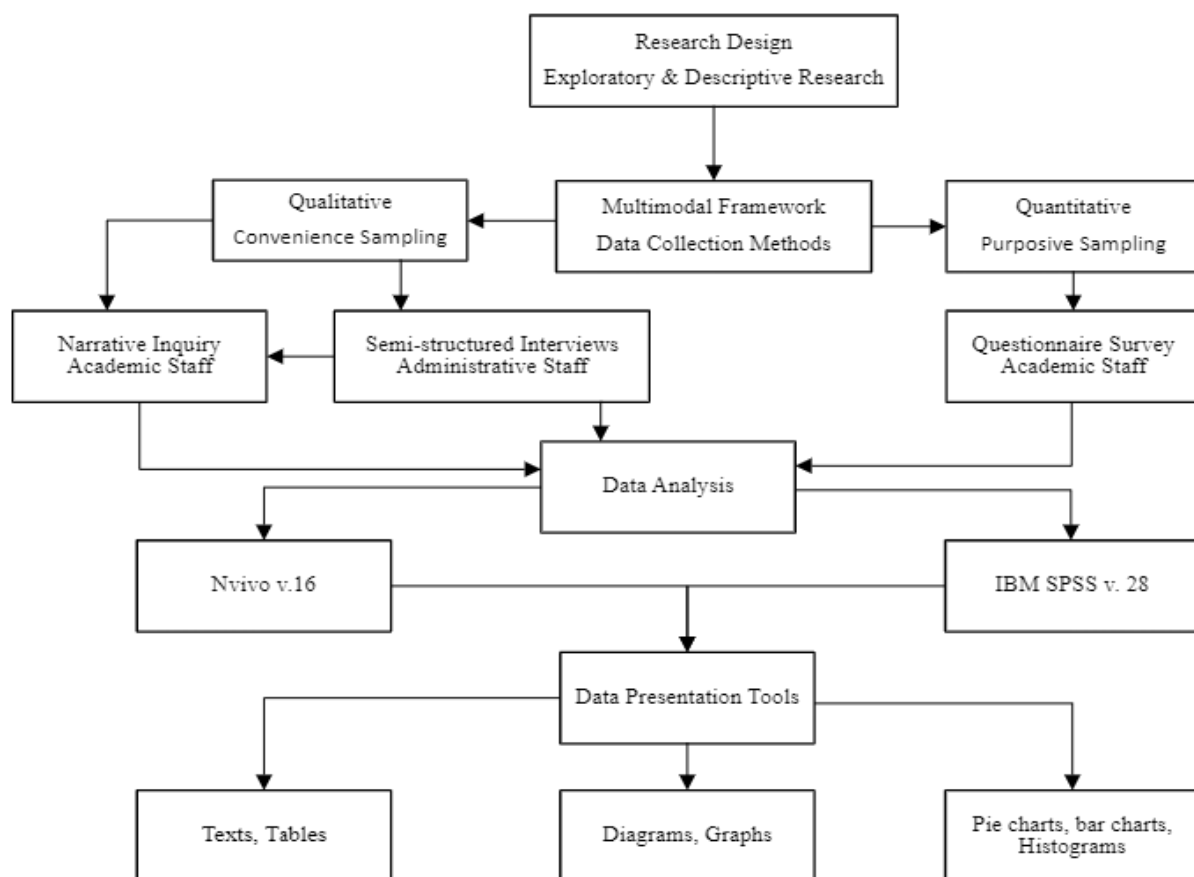 Research Design
Exploratory & Descriptive Research
Qualitative
Convenience Sampling
Multimodal Framework
Data Collection Methods
Quantitative
Purposive Sampling
Narrative Inquiry
Academic Staff
Semi-structured Interviews
Administrative Staff
Questionnaire Survey
Academic Staff
Data Analysis
Nvivo v.16
IBM SPSS v. 28
Data Presentation Tools
Texts, Tables
Diagrams, Graphs
Pie charts, bar charts,
Histograms